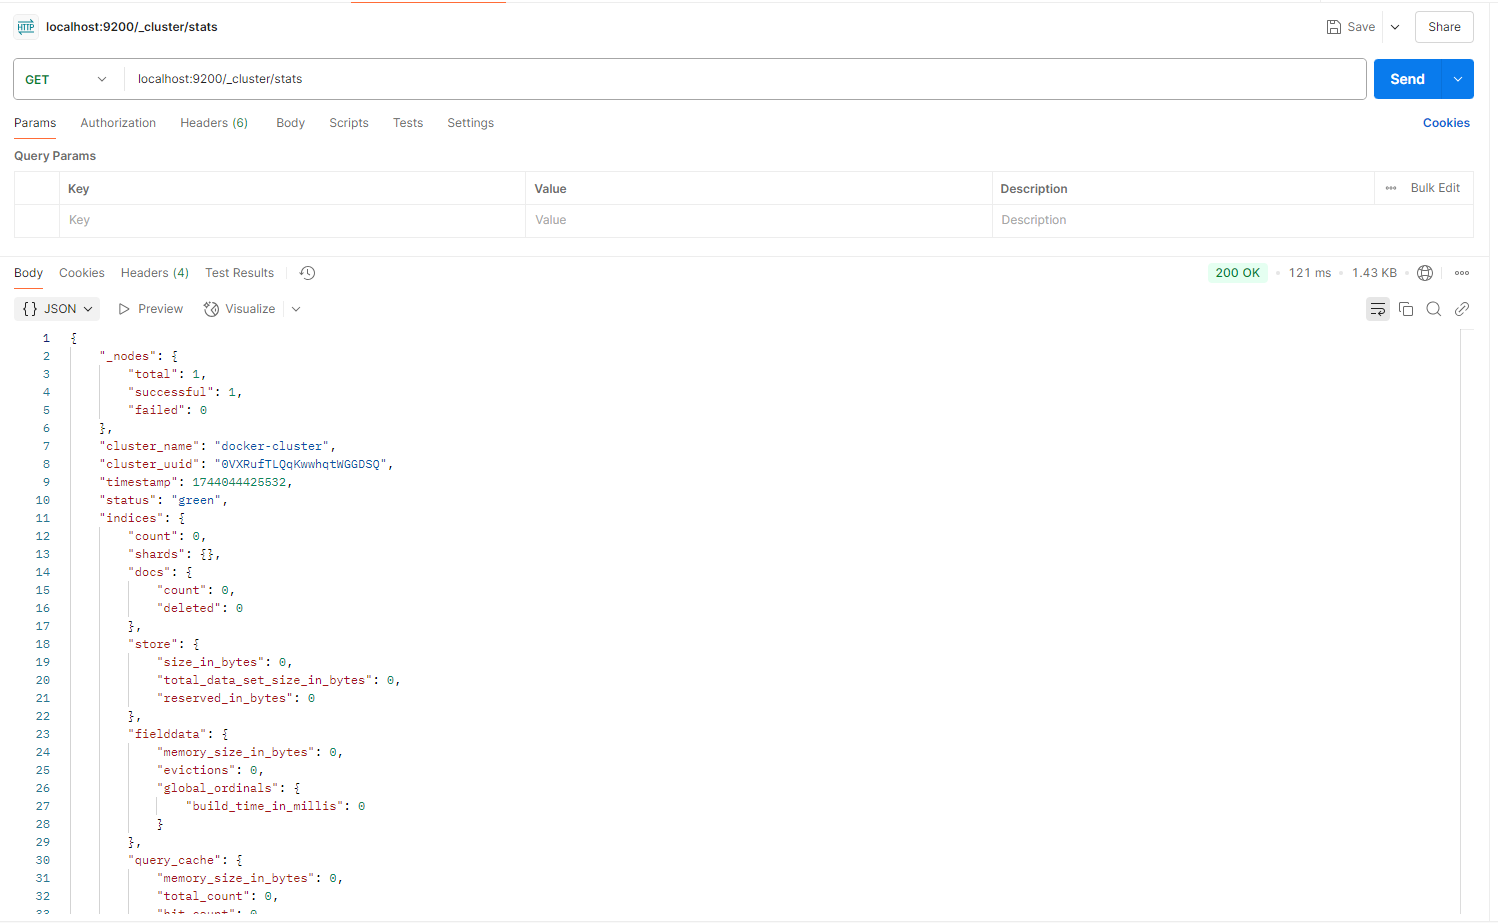 HTTP localhost:9200/_cluster/stats Save Share
GET localhost:9200/_cluster/stats Send
Params Authorization Headers (6) Body Scripts Tests Settings Cookies
Query Params
Key Value Description Bulk Edit
Key Value Description
Body Cookies Headers (4) Test Results 200 OK 121 ms 1.43 KB
{} JSON Preview Visualize
1 {
2 "_nodes": {
3 "total": 1,
4 "successful": 1,
5 "failed": 0
6 },
7 "cluster_name": "docker-cluster",
8 "cluster_uuid": "0VXRufTLQqKwwhqtWGGDSQ",
9 "timestamp": 1744044425532,
10 "status": "green",
11 "indices": {
12 "count": 0,
13 "shards": {},
14 "docs": {
15 "count": 0,
16 "deleted": 0
17 },
18 "store": {
19 "size_in_bytes": 0,
20 "total_data_set_size_in_bytes": 0,
21 "reserved_in_bytes": 0
22 },
23 "fielddata": {
24 "memory_size_in_bytes": 0,
25 "evictions": 0,
26 "global_ordinals": {
27 "build_time_in_millis": 0
28 }
29 },
30 "query_cache": {
31 "memory_size_in_bytes": 0,
32 "total_count": 0,
33 "hit_count": 0